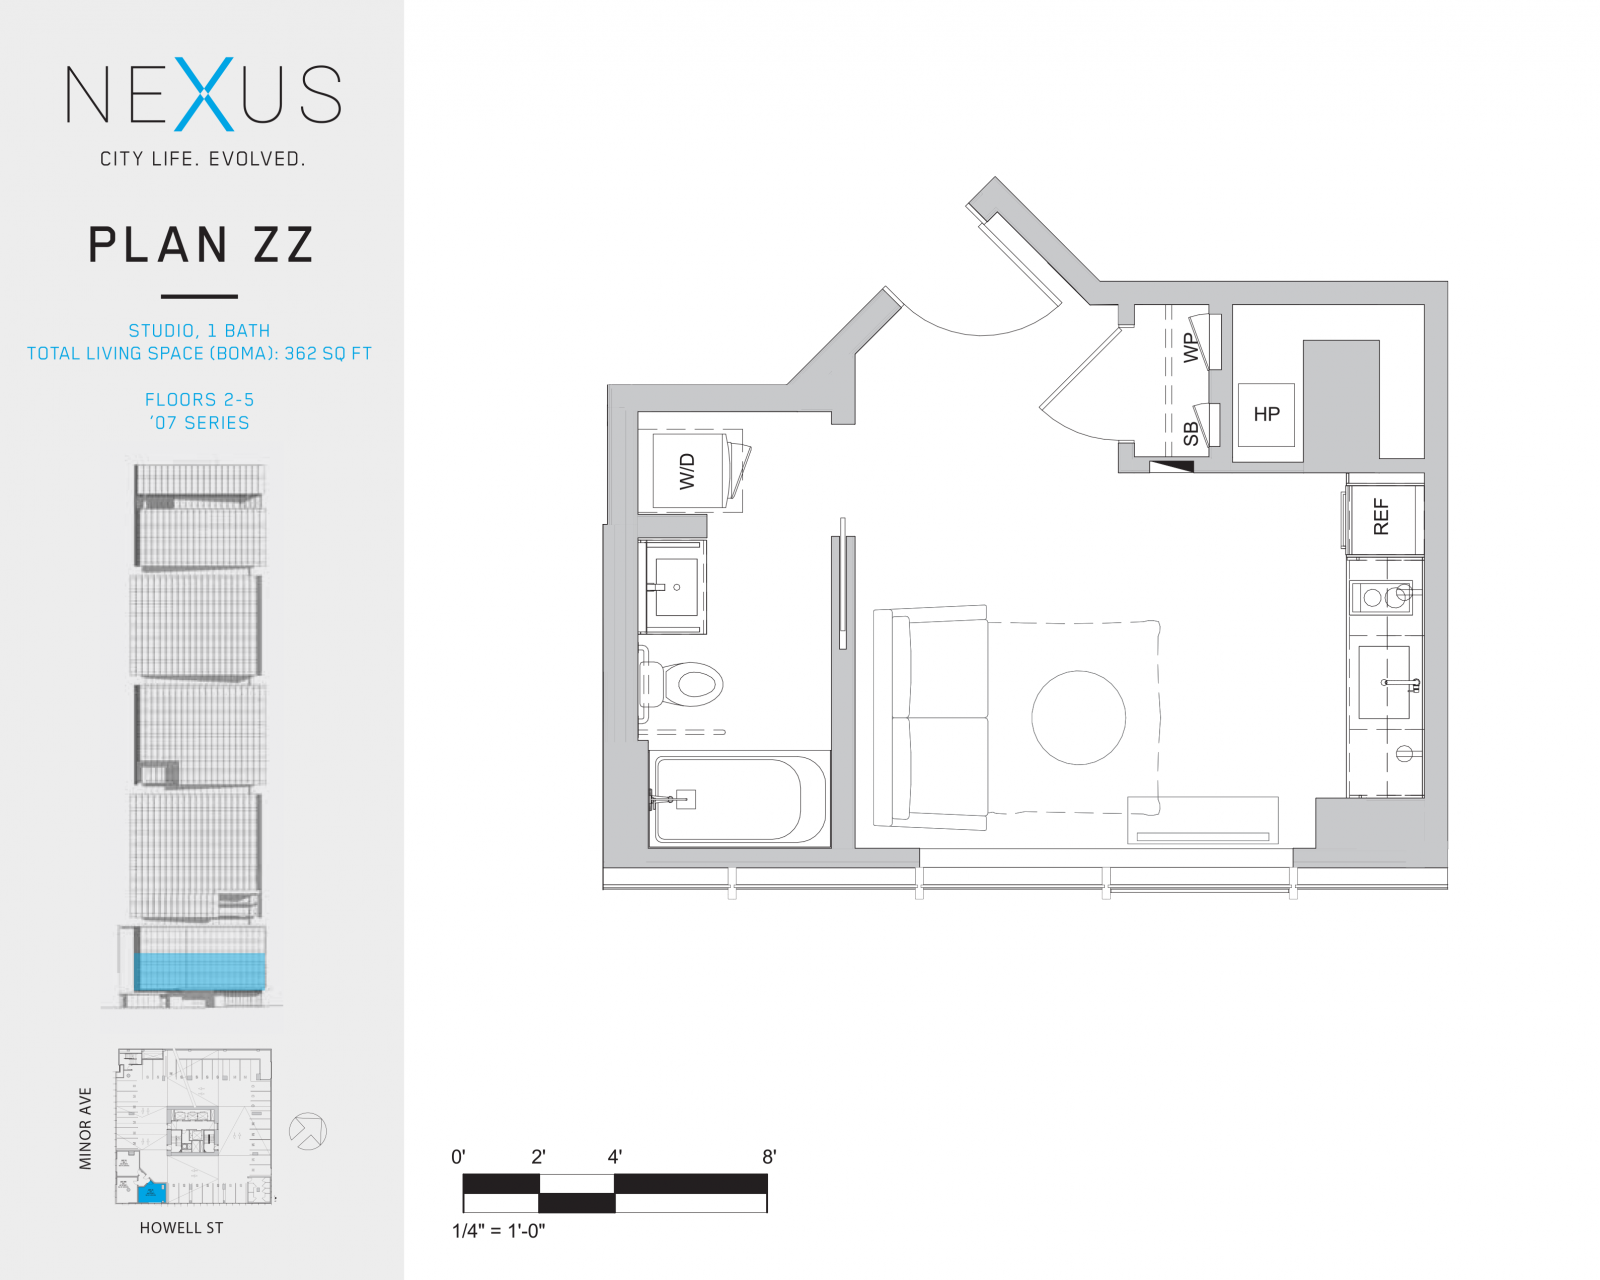 NEXUS
CITY LIFE. EVOLVED.
PLAN ZZ
STUDIO, 1 BATH
TOTAL LIVING SPACE (BOMA): 362 SQ FT
FLOORS 2-5
‘07 SERIES
MINOR AVE
HOWELL ST
WP
SB
HP
W/D
REF
0' 2' 4' 8'
1/4" = 1'-0"